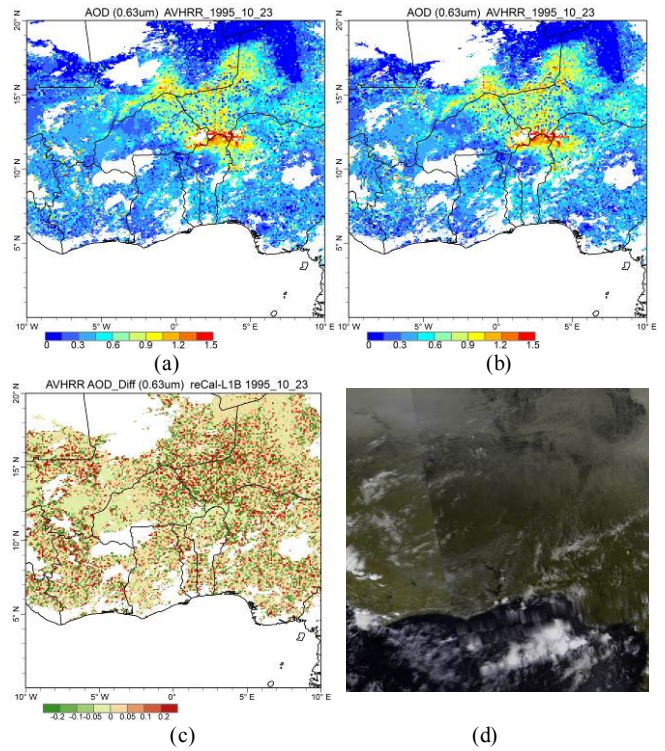 AOD (0.63um) AVHRR_1995_10_23
AOD (0.63um) AVHRR_1995_10_23
20° N
15° N
10° N
5° N
10° W 5° W 0° 5° E 10° E
0 0.3 0.6 0.9 1.2 1.5
(a)
20° N
15° N
10° N
5° N
10° W 5° W 0° 5° E 10° E
0 0.3 0.6 0.9 1.2 1.5
(b)
AVHRR AOD_Diff (0.63um) reCal-L1B 1995_10_23
20° N
15° N
10° N
5° N
10° W 5° W 0° 5° E 10° E
-0.2 -0.1 -0.05 0 0.05 0.1 0.2
(c)
(d)